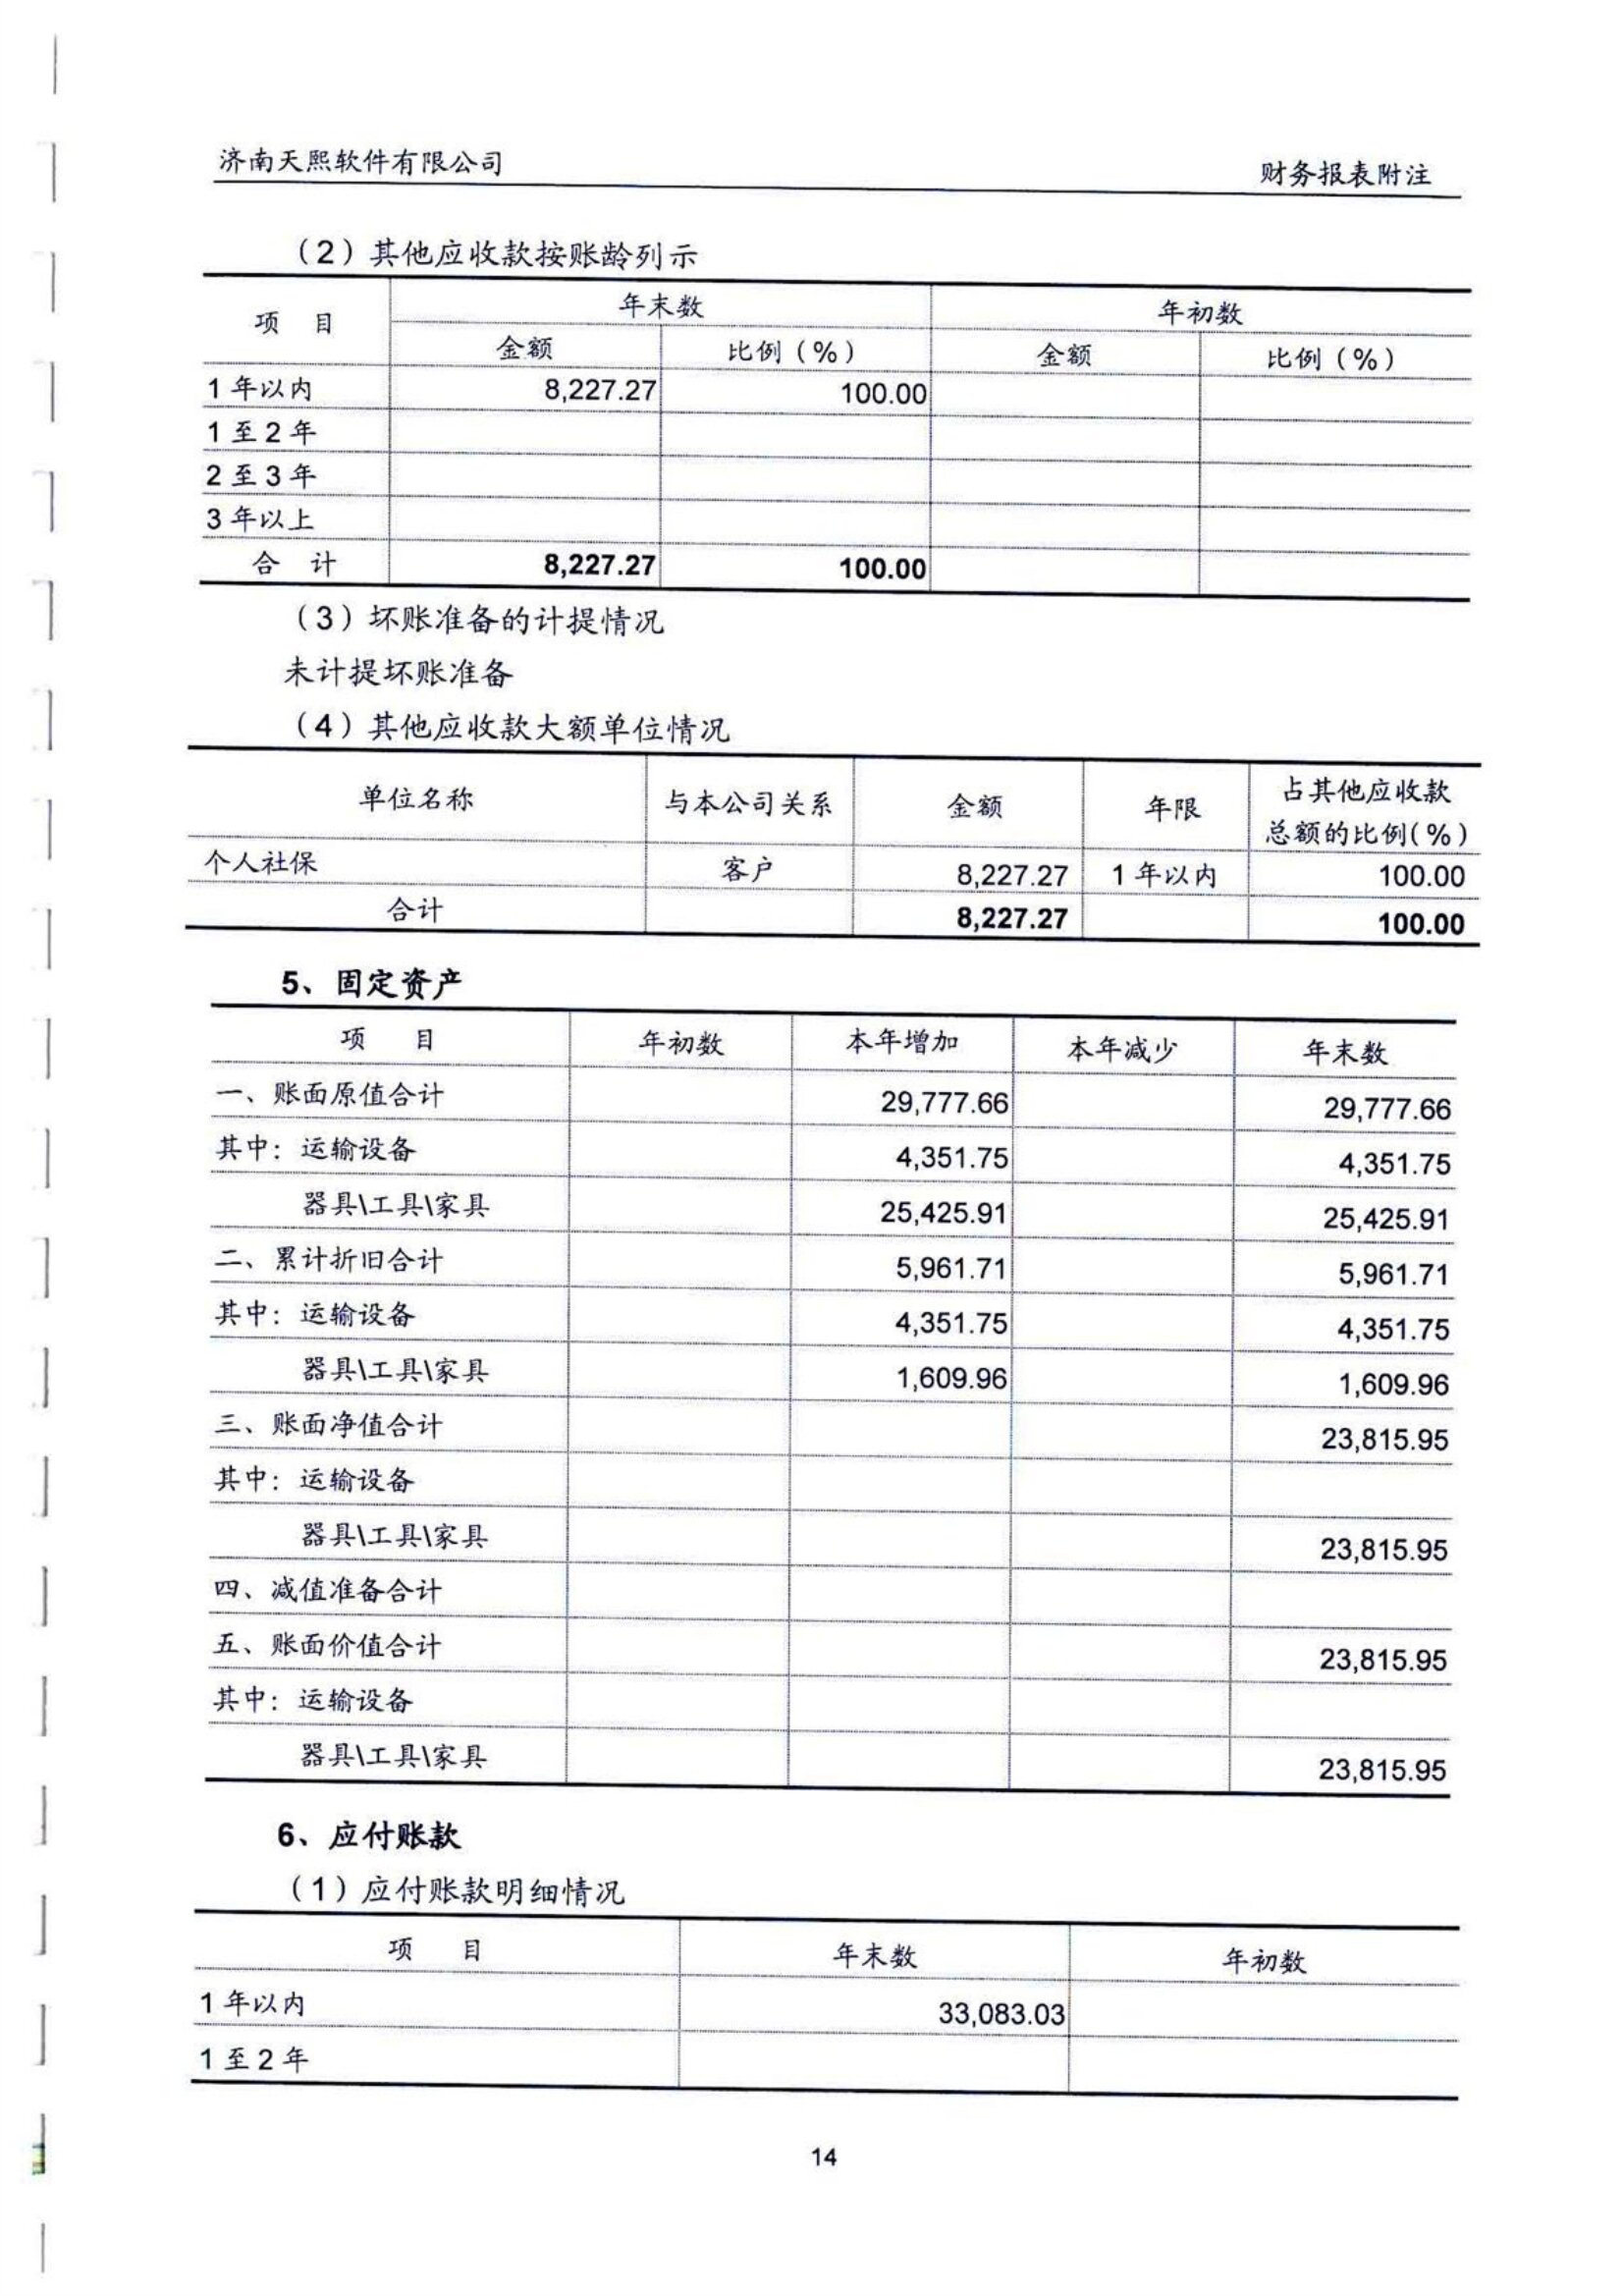 济南天熙软件有限公司 财务报表附注
（2）其他应收款按账龄列示
项 目 年末数 年初数
金额 比例（%） 金额 比例（%）
1 年以内 8,227.27 100.00
1 至 2 年
2 至 3 年
3 年以上
合 计 8,227.27 100.00
（3）坏账准备的计提情况
未计提坏账准备
（4）其他应收款大额单位情况
单位名称 与本公司关系 金额 年限 占其他应收款
总额的比例(%)
个人社保 客户 8,227.27 1 年以内 100.00
合计 8,227.27 100.00
5、固定资产
项 目 年初数 本年增加 本年减少 年末数
一、账面原值合计 29,777.66 29,777.66
其中：运输设备 4,351.75 4,351.75
器具\工具\家具 25,425.91 25,425.91
二、累计折旧合计 5,961.71 5,961.71
其中：运输设备 4,351.75 4,351.75
器具\工具\家具 1,609.96 1,609.96
三、账面净值合计 23,815.95
其中：运输设备
器具\工具\家具 23,815.95
四、减值准备合计
五、账面价值合计 23,815.95
其中：运输设备
器具\工具\家具 23,815.95
6、应付账款
（1）应付账款明细情况
项 目 年末数 年初数
1 年以内 33,083.03
1 至 2 年
14